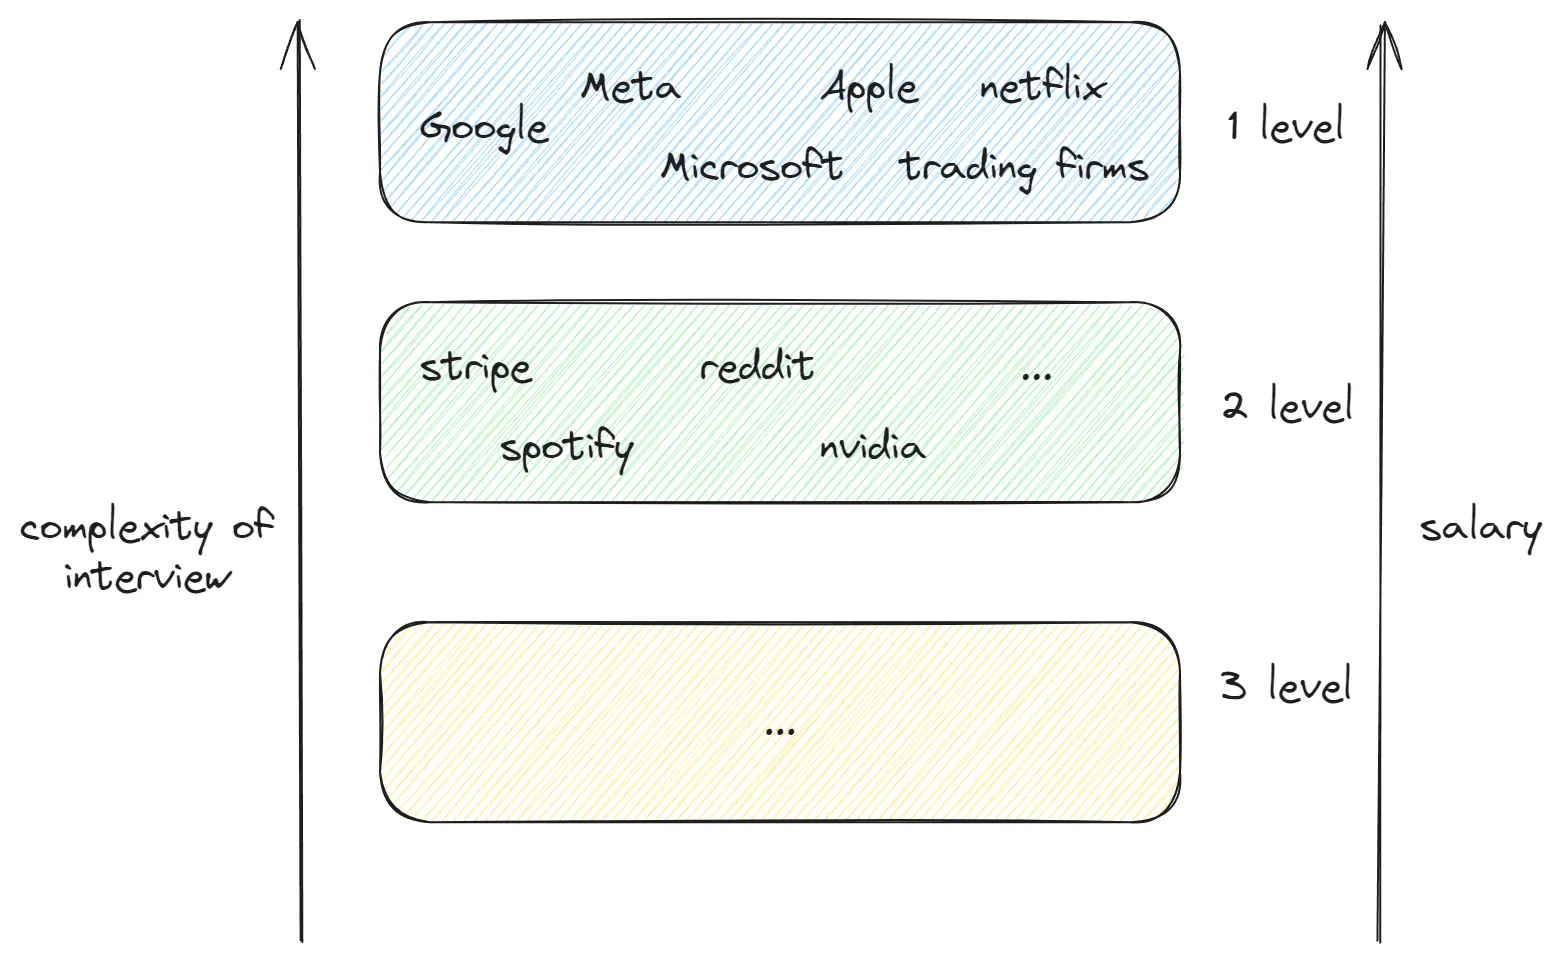 Meta
Apple
netflix
Google
1 level
Microsoft
trading firms
stripe
reddit
...
2 level
spotify
nvidia
complexity of
interview
salary
3 level
...